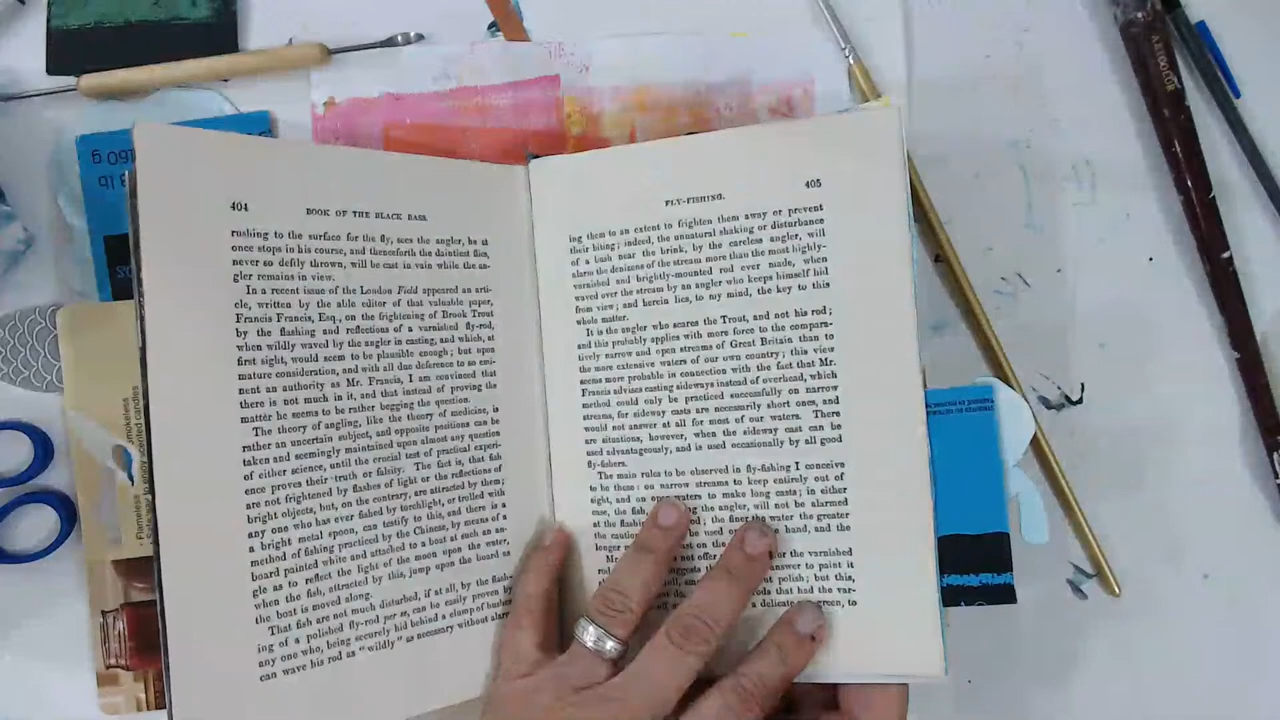 404
BOOK OF THE BLACK BASS.
rushing to the surface for the fly, sees the angler, he at
once stops in his course, and thenceforth the daintiest flies,
never so deftly thrown, will be cast in vain while the an-
gler remains in view.
In a recent issue of the London Field appeared an arti-
cle, written by the able editor of that valuable paper,
Francis Francis, Esq., on the frightening of Brook Trout
by the flashing and reflections of a varnished fly-rod,
when wildly waved by the angler in casting, and which, at
first sight, would seem to be plausible enough; but upon
mature consideration, and with all due deference to so emi-
nent an authority as Mr. Francis, I am convinced that
there is not much in it, and that instead of proving the
matter he seems to be rather begging the question.
The theory of angling, like the theory of medicine, is
rather an uncertain subject, and opposite positions can be
taken and seemingly maintained upon almost any question
of either science, until the crucial test of practical experi-
ence proves their truth or falsity. The fact is, that fish
are not frightened by flashes of light or the reflections of
bright objects, but, on the contrary, are attracted by them;
any one who has ever fished by torchlight, or trolled with
a bright metal spoon, can testify to this, and there is a
method of fishing practiced by the Chinese, by means of a
board painted white and attached to a boat at such an an-
gle as to reflect the light of the moon upon the water,
when the fish, attracted by this, jump upon the board as
the boat is moved along.
That fish are not much disturbed, if at all, by the flash-
ing of a polished fly-rod per se, can be easily proven by
any one who, being securely hid behind a clump of bushes
can wave his rod as "wildly" as necessary without alarm
FLY-FISHING.
405
ing them to an extent to frighten them away or prevent
their biting; indeed, the unnatural shaking or disturbance
of a bush near the brink, by the careless angler, will
alarm the denizens of the stream more than the most highly-
varnished and brightly-mounted rod ever made, when
waved over the stream by an angler who keeps himself hid
from view; and herein lies, to my mind, the key to this
whole matter.
It is the angler who scares the Trout, and not his rod;
and this probably applies with more force to the compara-
tively narrow and open streams of Great Britain than to
the more extensive waters of our own country; this view
seems more probable in connection with the fact that Mr.
Francis advises casting sideways instead of overhead, which
method could only be practiced successfully on narrow
streams, for sideway casts are necessarily short ones, and
would not answer at all for most of our waters. There
are situations, however, when the sideway cast can be
used advantageously, and is used occasionally by all good
fly-fishers.
The main rules to be observed in fly-fishing I conceive
to be these: on narrow streams to keep entirely out of
sight, and on waters to make long casts; in either
case, the fish, the angler, will not be alarmed
at the the finer the water the greater
the be used hand, and the
longer on the
Mr. not offer or the varnished
answer to paint it
polish; but this,
rods that had the var-
a delicate green, to
160 g
Flameless
smokeless
ARTCOLOR